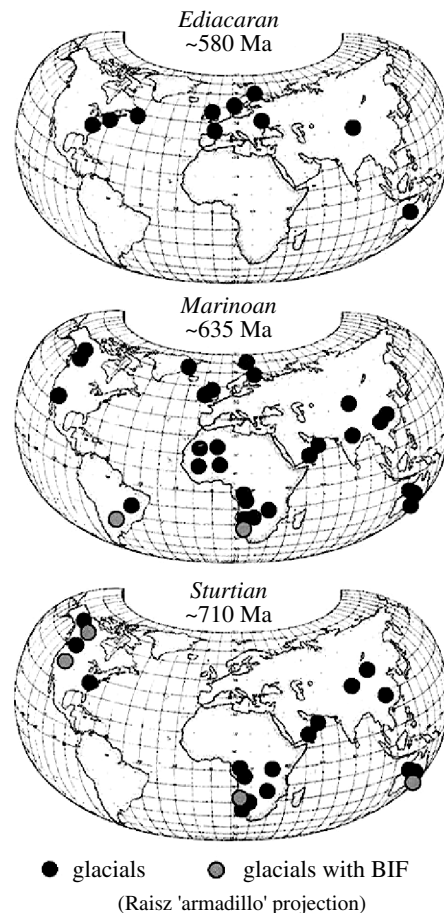 Ediacaran
~580 Ma
Marinoan
~635 Ma
Sturtian
~710 Ma
glacials glacials with BIF
(Raisz 'armadillo' projection)